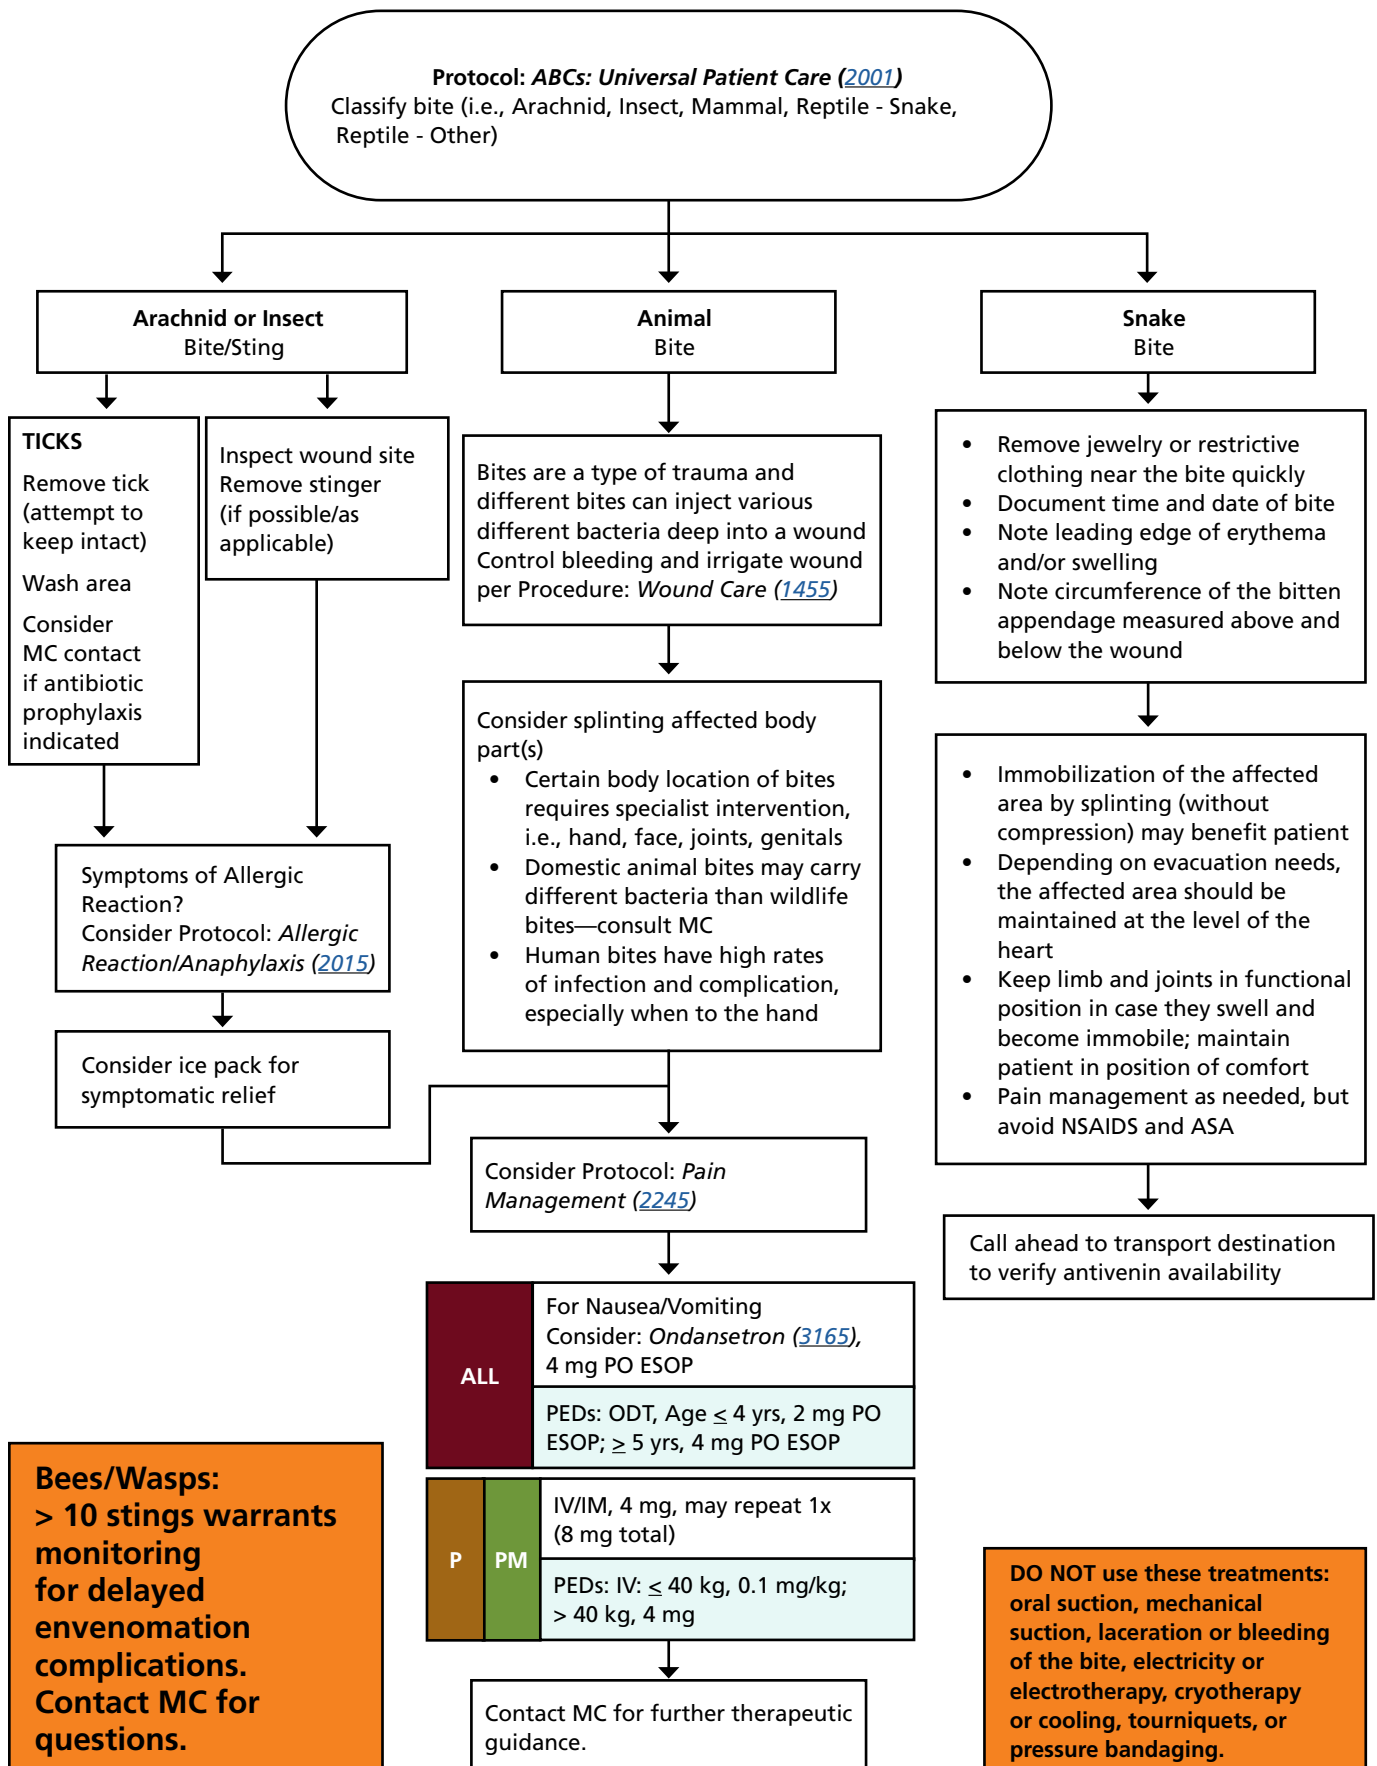 Protocol: ABCs: Universal Patient Care (2001)
Classify bite (i.e., Arachnid, Insect, Mammal, Reptile - Snake,
Reptile - Other)
Arachnid or Insect
Bite/Sting
TICKS
Remove tick
(attempt to
keep intact)
Wash area
Consider
MC contact
if antibiotic
prophylaxis
indicated
Inspect wound site
Remove stinger
(if possible/as
applicable)
Symptoms of Allergic
Reaction?
Consider Protocol: Allergic
Reaction/Anaphylaxis (2015)
Consider ice pack for
symptomatic relief
Animal
Bite
Bites are a type of trauma and
different bites can inject various
different bacteria deep into a wound
Control bleeding and irrigate wound
per Procedure: Wound Care (1455)
Consider splinting affected body
part(s)
• Certain body location of bites
requires specialist intervention,
i.e., hand, face, joints, genitals
• Domestic animal bites may carry
different bacteria than wildlife
bites—consult MC
• Human bites have high rates
of infection and complication,
especially when to the hand
Consider Protocol: Pain
Management (2245)
ALL
For Nausea/Vomiting
Consider: Ondansetron (3165),
4 mg PO ESOP
PEDs: ODT, Age ≤ 4 yrs, 2 mg PO
ESOP; ≥ 5 yrs, 4 mg PO ESOP
P PM
IV/IM, 4 mg, may repeat 1x
(8 mg total)
PEDs: IV: ≤ 40 kg, 0.1 mg/kg;
> 40 kg, 4 mg
Contact MC for further therapeutic
guidance.
Snake
Bite
• Remove jewelry or restrictive
clothing near the bite quickly
• Document time and date of bite
• Note leading edge of erythema
and/or swelling
• Note circumference of the bitten
appendage measured above and
below the wound
• Immobilization of the affected
area by splinting (without
compression) may benefit patient
• Depending on evacuation needs,
the affected area should be
maintained at the level of the
heart
• Keep limb and joints in functional
position in case they swell and
become immobile; maintain
patient in position of comfort
• Pain management as needed, but
avoid NSAIDS and ASA
Call ahead to transport destination
to verify antivenin availability
Bees/Wasps:
> 10 stings warrants
monitoring
for delayed
envenomation
complications.
Contact MC for
questions.
DO NOT use these treatments:
oral suction, mechanical
suction, laceration or bleeding
of the bite, electricity or
electrotherapy, cryotherapy
or cooling, tourniquets, or
pressure bandaging.